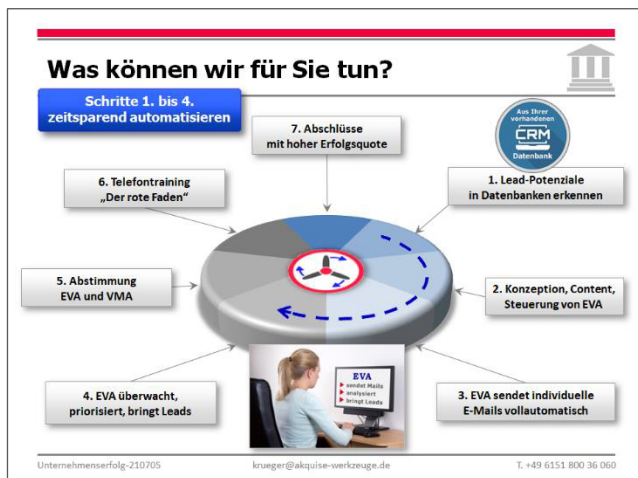 Was können wir für Sie tun?
Schritte 1. bis 4.
zeitsparend automatisieren
7. Abschlüsse
mit hoher Erfolgsquote
Aus Ihrer
vorhandenen
CRM
Datenbank
6. Telefontraining
„Der rote Faden“
1. Lead-Potenziale
in Datenbanken erkennen
5. Abstimmung
EVA und VMA
2. Konzeption, Content,
Steuerung von EVA
EVA
sendet Mails
analysiert
bringt Leads
4. EVA überwacht,
priorisiert, bringt Leads
3. EVA sendet individuelle
E-Mails vollautomatisch
Unternehmenserfolg-210705
krueger@akquise-werkzeuge.de
T. +49 6151 800 36 060